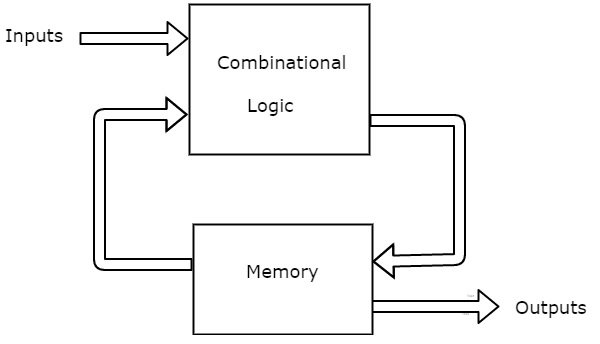 Inputs
Combinational
Logic
Memory
Outputs